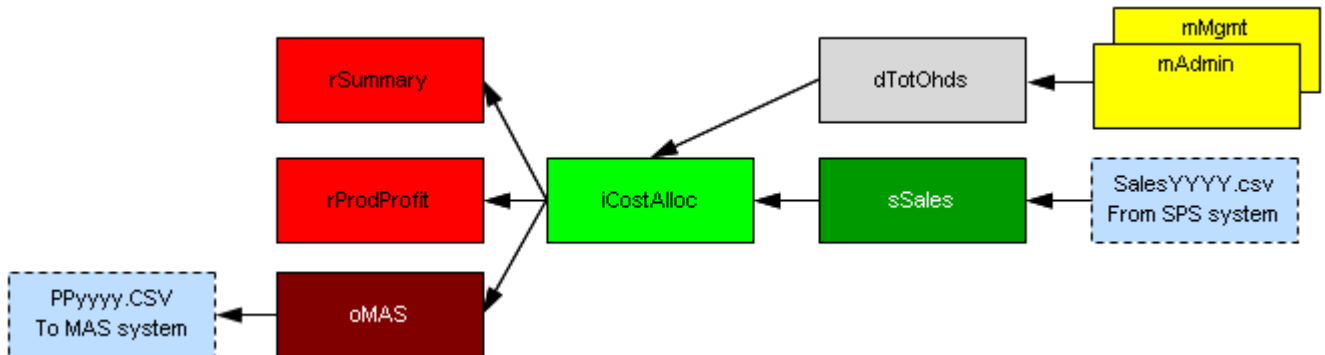 mMgmt
rSummary
dTotOhds
mAdmin
rProdProfit
iCostAlloc
sSales
SalesYYYY.csv
From SPS system
PPyyyy.CSV
To MAS system
oMAS